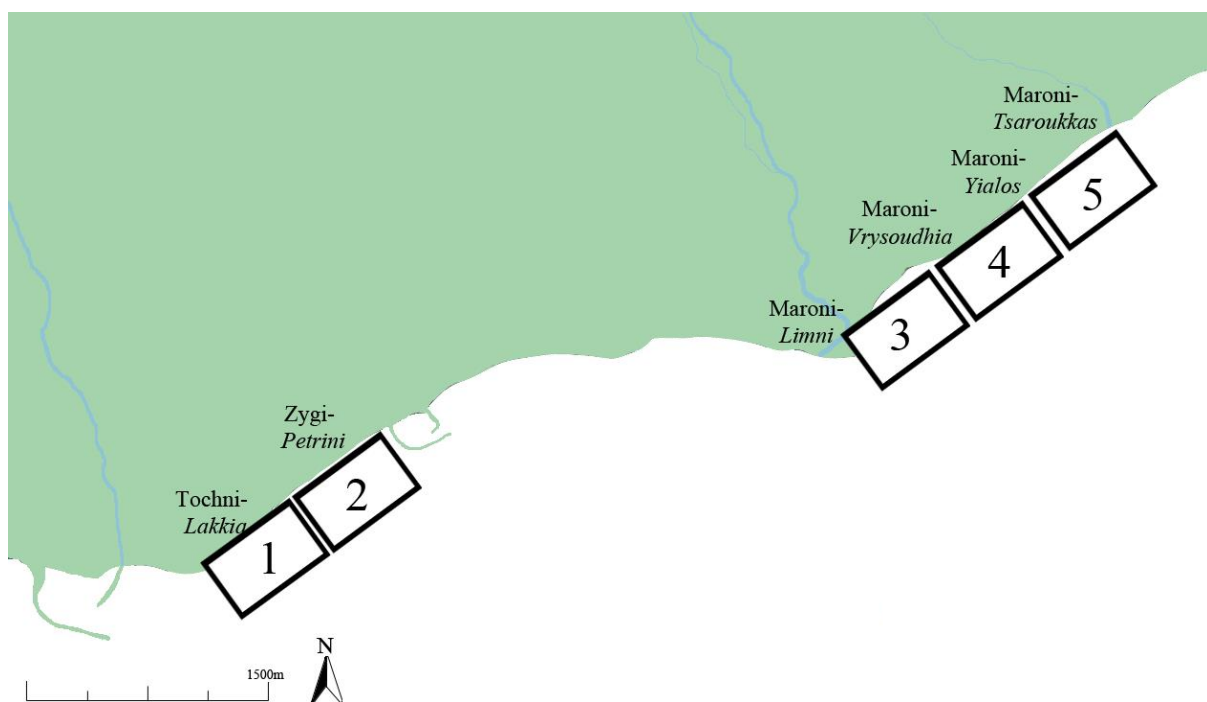 Maroni-
Tsaroukkas
Maroni-
Yialos
5
Maroni-
Vrysoudhia
4
Maroni-
Limni
3
Zygi-
Petrini
2
Tochni-
Lakkia
1
N
1500m